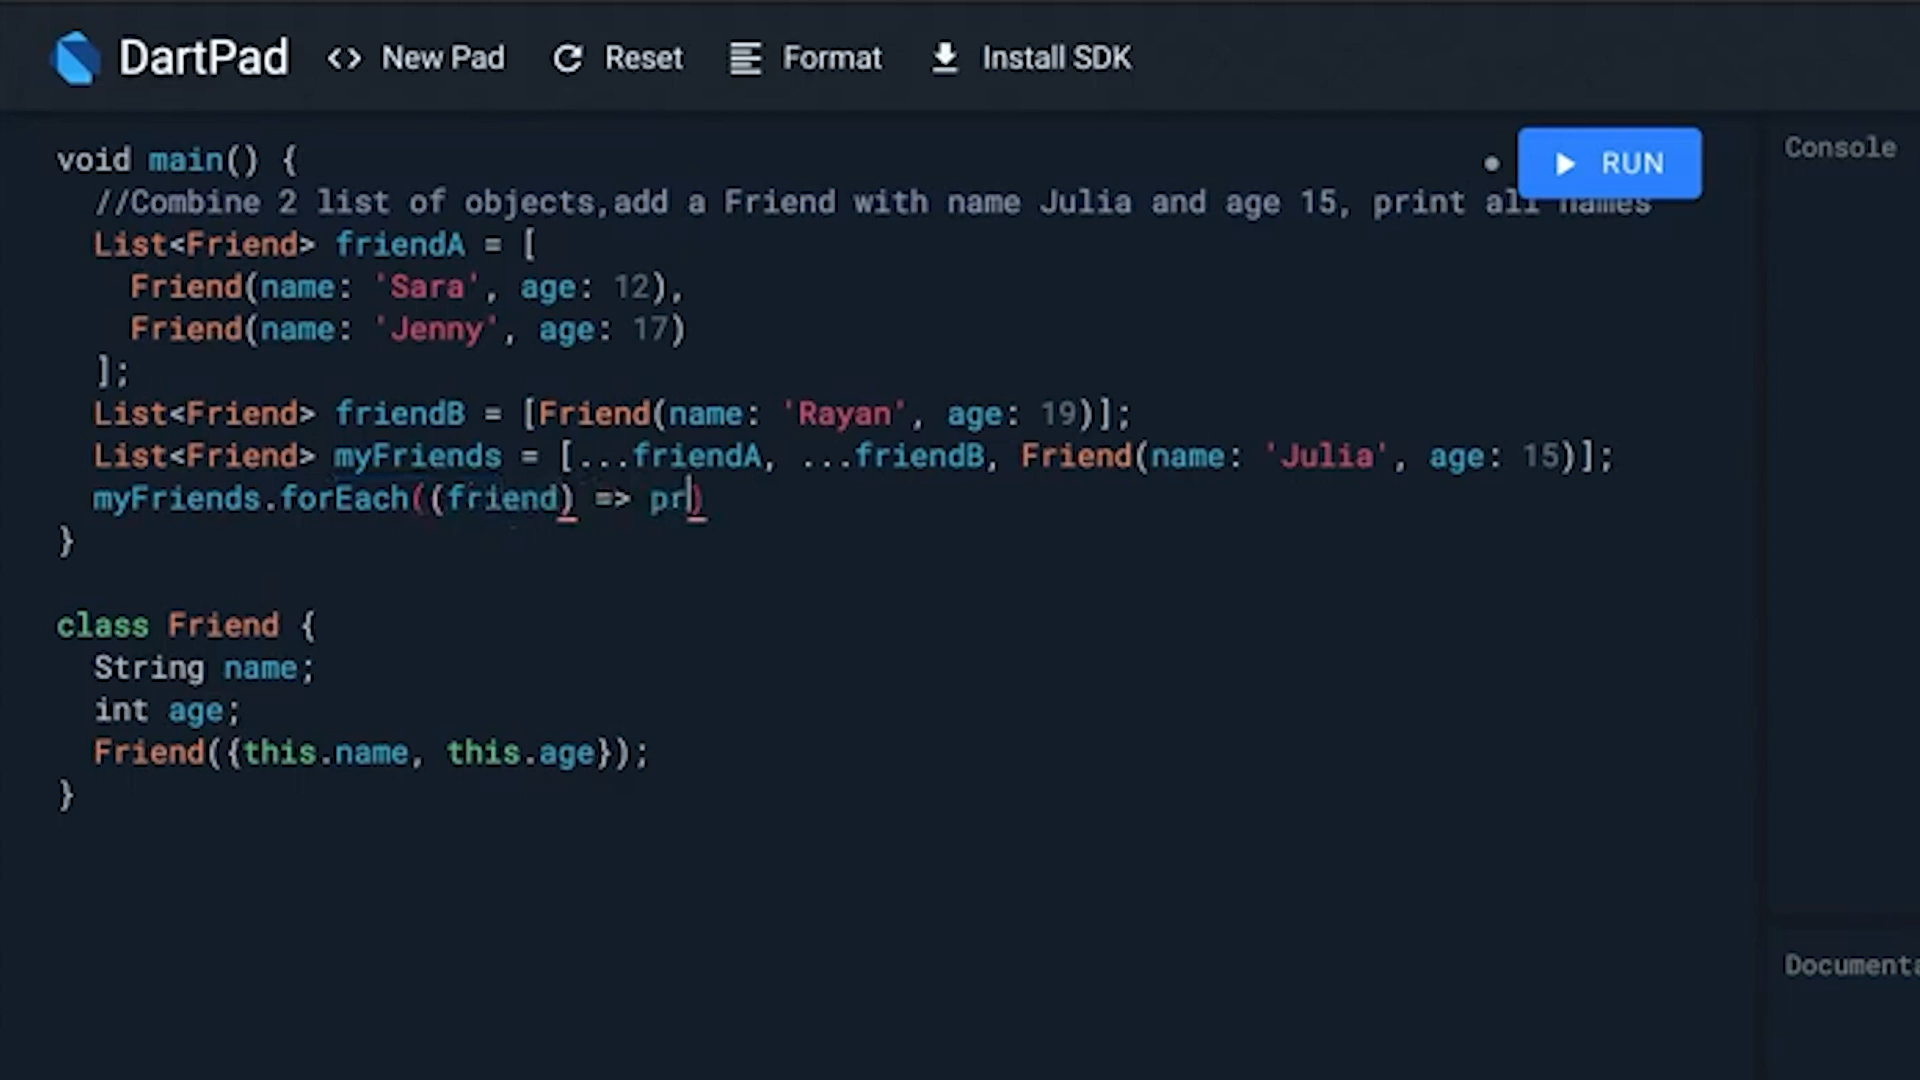 DartPad <> New Pad Reset Format Install SDK
void main() {
RUN
Console
//Combine 2 list of objects,add a Friend with name Julia and age 15, print all names
List<Friend> friendA = [
Friend(name: 'Sara', age: 12),
Friend(name: 'Jenny', age: 17)
];
List<Friend> friendB = [Friend(name: 'Rayan', age: 19)];
List<Friend> myFriends = [...friendA, ...friendB, Friend(name: 'Julia', age: 15)];
myFriends.forEach((friend) => pr)
}
class Friend {
String name;
int age;
Friend({this.name, this.age});
}
Documenta